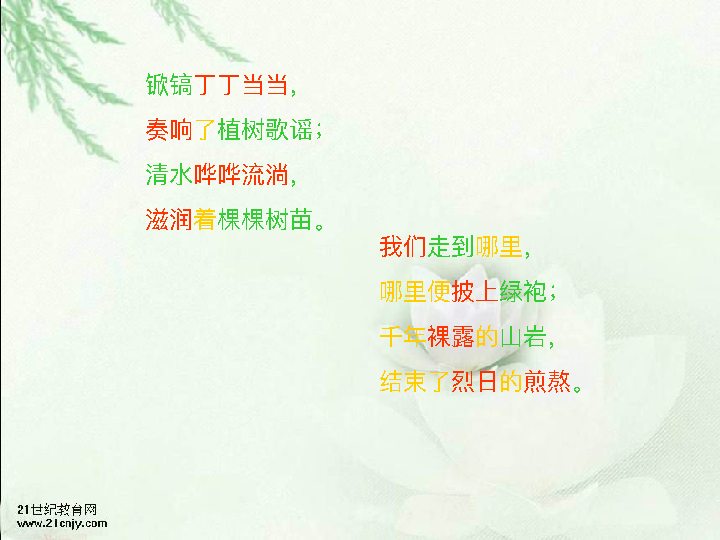 锨镐丁丁当当，
奏响了植树歌谣；
清水哗哗流淌，
滋润着棵棵树苗。
我们走到哪里，
哪里便披上绿袍；
千年裸露的山岩，
结束了烈日的煎熬。
21世纪教育网
www.21cnjy.com